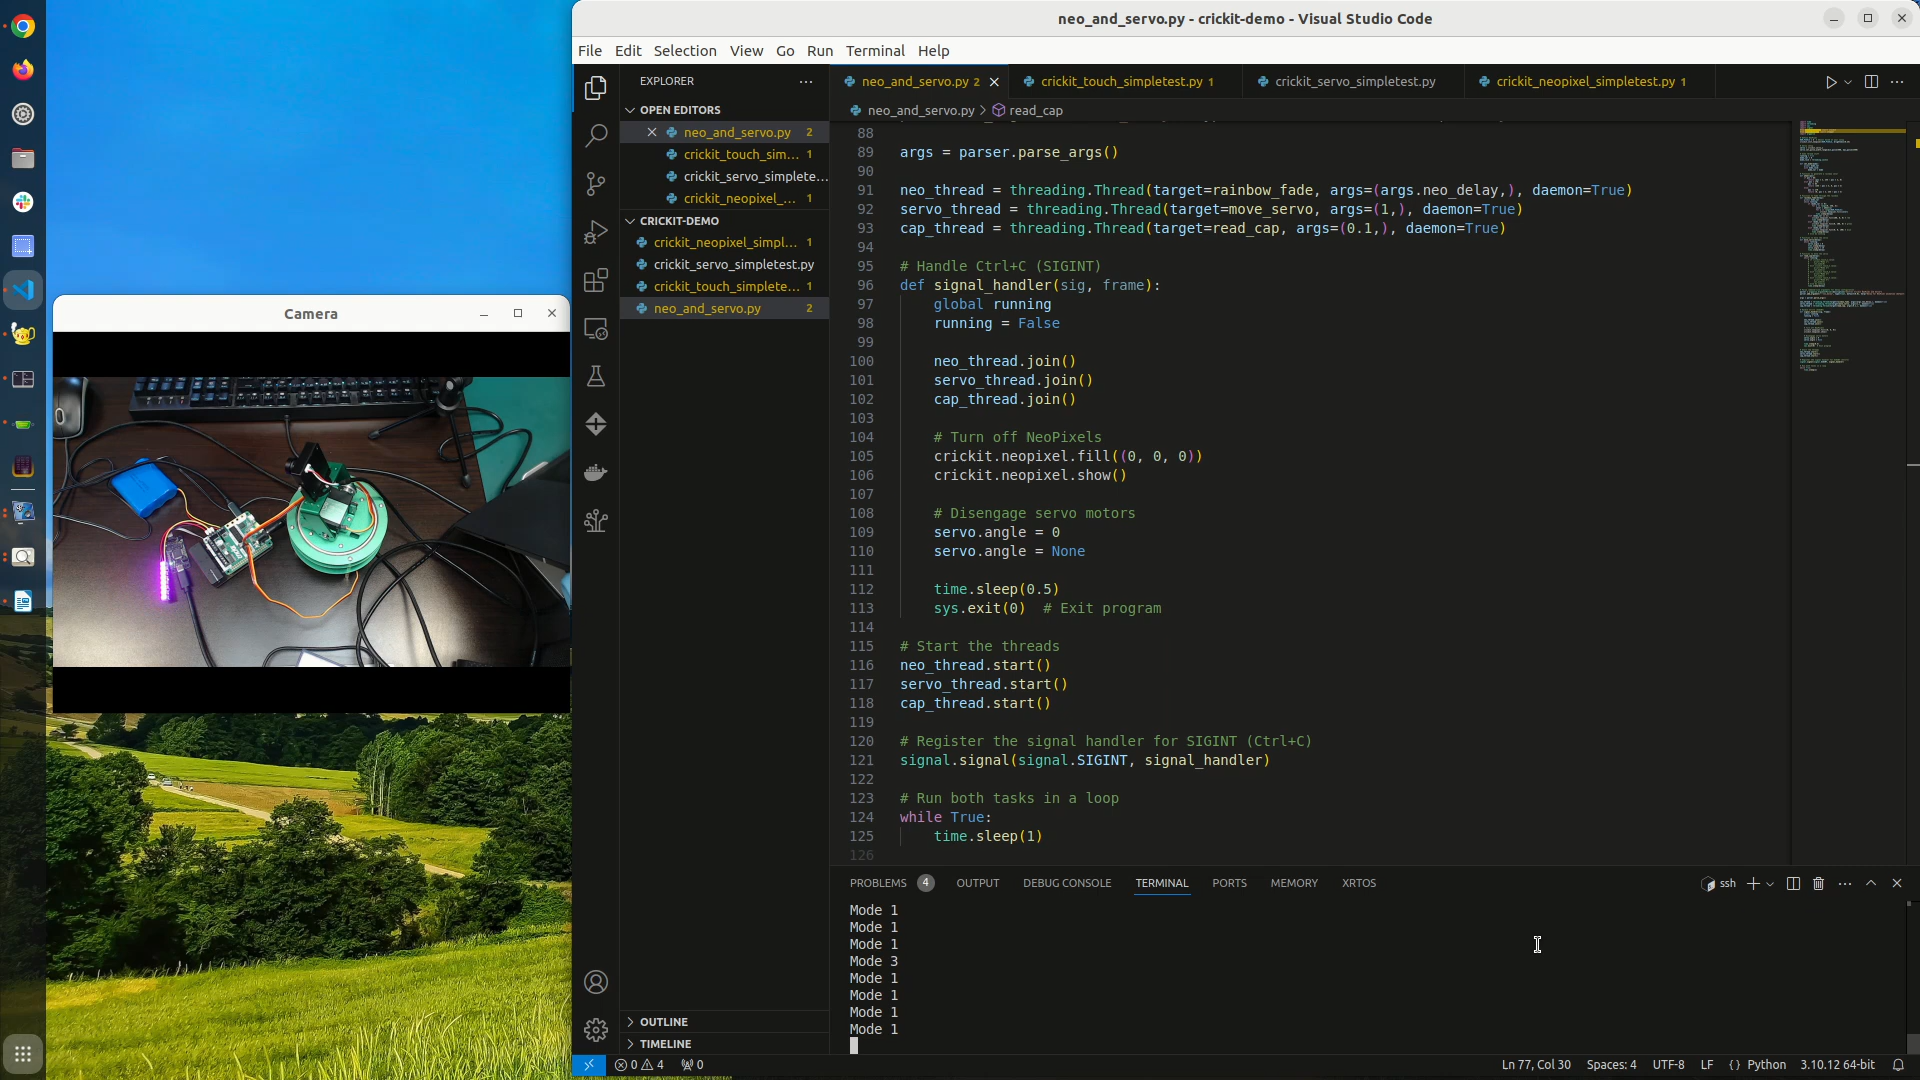 neo_and_servo.py - crickit-demo - Visual Studio Code
File Edit Selection View Go Run Terminal Help
EXPLORER
OPEN EDITORS
neo_and_servo.py 2
crickit_touch_sim... 1
crickit_servo_simplete...
crickit_neopixel_... 1
CRICKIT-DEMO
crickit_neopixel_simpl... 1
crickit_servo_simpletest.py
crickit_touch_simplete... 1
neo_and_servo.py 2
OUTLINE
TIMELINE
neo_and_servo.py 2 crickit_touch_simpletest.py 1 crickit_servo_simpletest.py crickit_neopixel_simpletest.py 1
neo_and_servo.py > read_cap
88
89 args = parser.parse_args()
90
91 neo_thread = threading.Thread(target=rainbow_fade, args=(args.neo_delay,), daemon=True)
92 servo_thread = threading.Thread(target=move_servo, args=(1,), daemon=True)
93 cap_thread = threading.Thread(target=read_cap, args=(0.1,), daemon=True)
94
95 # Handle Ctrl+C (SIGINT)
96 def signal_handler(sig, frame):
97 global running
98 running = False
99
100 neo_thread.join()
101 servo_thread.join()
102 cap_thread.join()
103
104 # Turn off NeoPixels
105 crickit.neopixel.fill((0, 0, 0))
106 crickit.neopixel.show()
107
108 # Disengage servo motors
109 servo.angle = 0
110 servo.angle = None
111
112 time.sleep(0.5)
113 sys.exit(0) # Exit program
114
115 # Start the threads
116 neo_thread.start()
117 servo_thread.start()
118 cap_thread.start()
119
120 # Register the signal handler for SIGINT (Ctrl+C)
121 signal.signal(signal.SIGINT, signal_handler)
122
123 # Run both tasks in a loop
124 while True:
125 time.sleep(1)
126
PROBLEMS 4 OUTPUT DEBUG CONSOLE TERMINAL PORTS MEMORY XRTOS ssh
Mode 1
Mode 1
Mode 1
Mode 3
Mode 1
Mode 1
Mode 1
Mode 1
0 4 0 Ln 77, Col 30 Spaces: 4 UTF-8 LF {} Python 3.10.12 64-bit
Camera